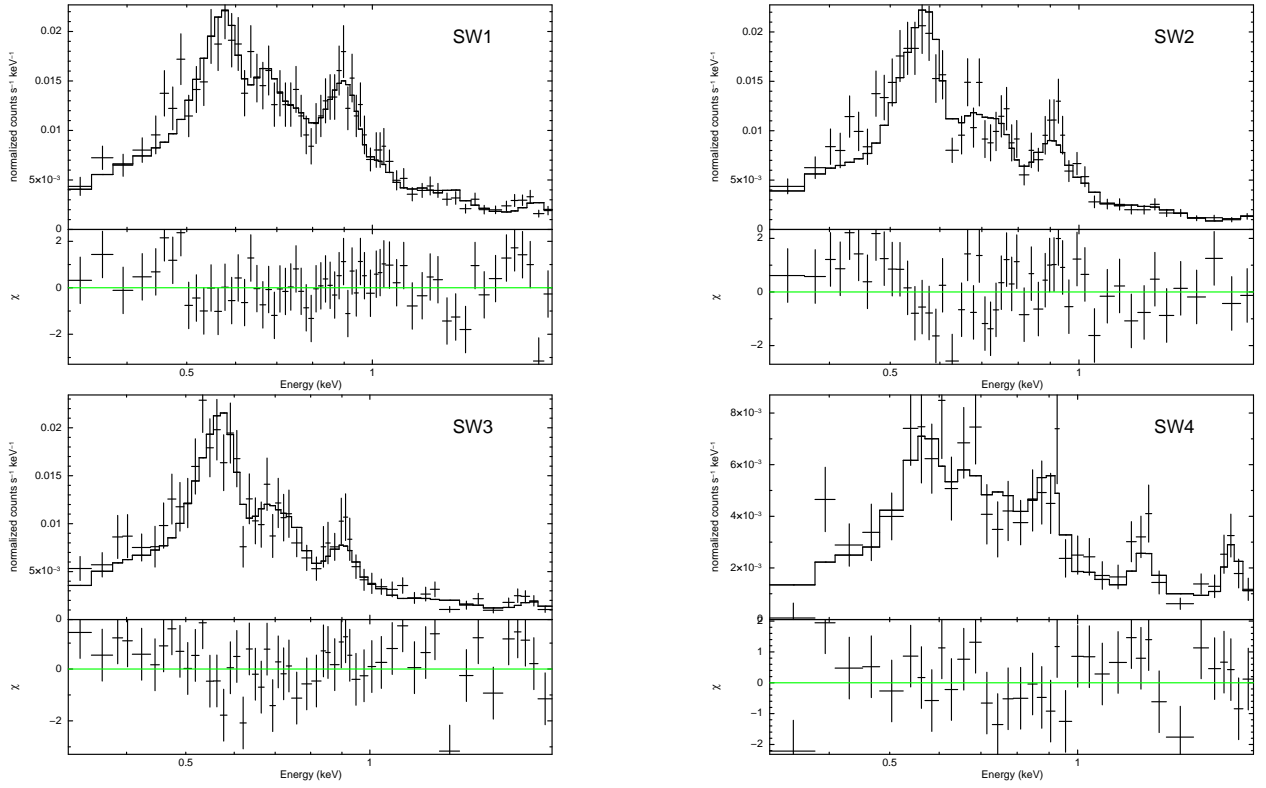 SW1
normalized counts s⁻¹ keV⁻¹
0.02
0.015
0.01
5×10⁻³
0
2
0
−2
χ
0.5
1
Energy (keV)
SW2
normalized counts s⁻¹ keV⁻¹
0.02
0.015
0.01
5×10⁻³
0
2
0
−2
χ
0.5
1
Energy (keV)
SW3
normalized counts s⁻¹ keV⁻¹
0.02
0.015
0.01
5×10⁻³
0
0
−2
χ
0.5
1
Energy (keV)
SW4
normalized counts s⁻¹ keV⁻¹
8×10⁻³
6×10⁻³
4×10⁻³
2×10⁻³
0
1
0
−1
−2
χ
0.5
1
Energy (keV)